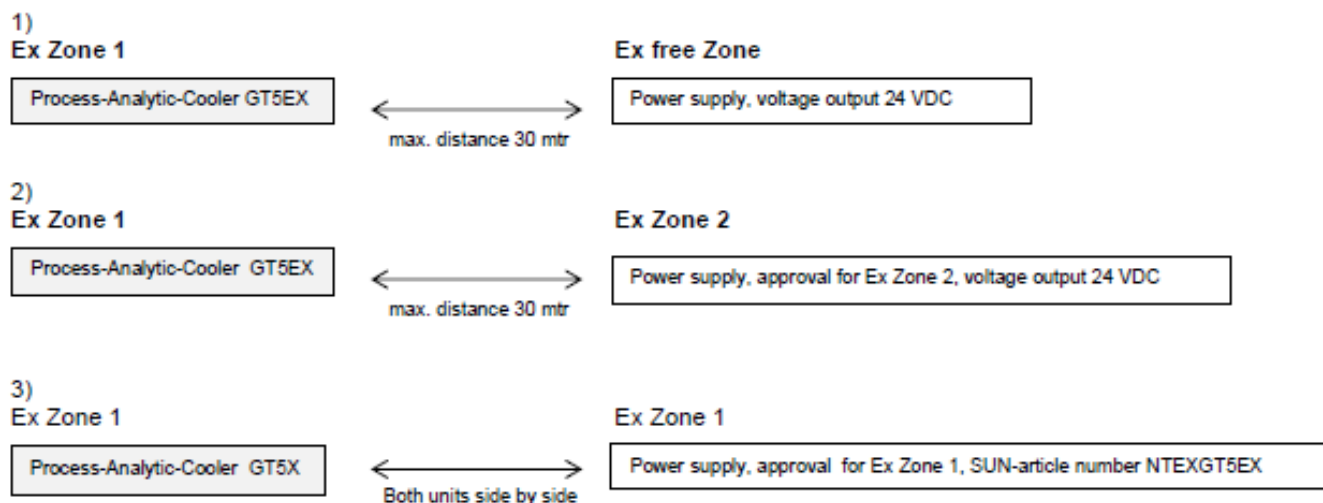 1)
Ex Zone 1
Ex free Zone
Process-Analytic-Cooler GT5EX
Power supply, voltage output 24 VDC
max. distance 30 mtr
2)
Ex Zone 1
Ex Zone 2
Process-Analytic-Cooler GT5EX
Power supply, approval for Ex Zone 2, voltage output 24 VDC
max. distance 30 mtr
3)
Ex Zone 1
Ex Zone 1
Process-Analytic-Cooler GT5X
Power supply, approval for Ex Zone 1, SUN-article number NTEXGT5EX
Both units side by side